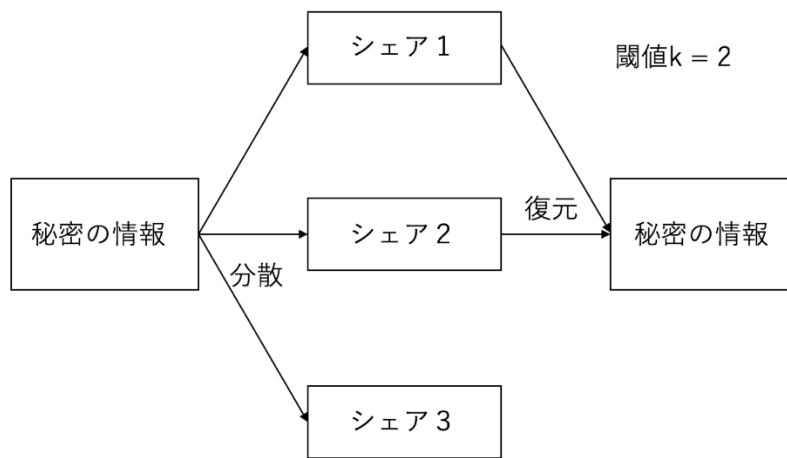 シェア１
閾値k = 2
秘密の情報
シェア２
復元
秘密の情報
分散
シェア３